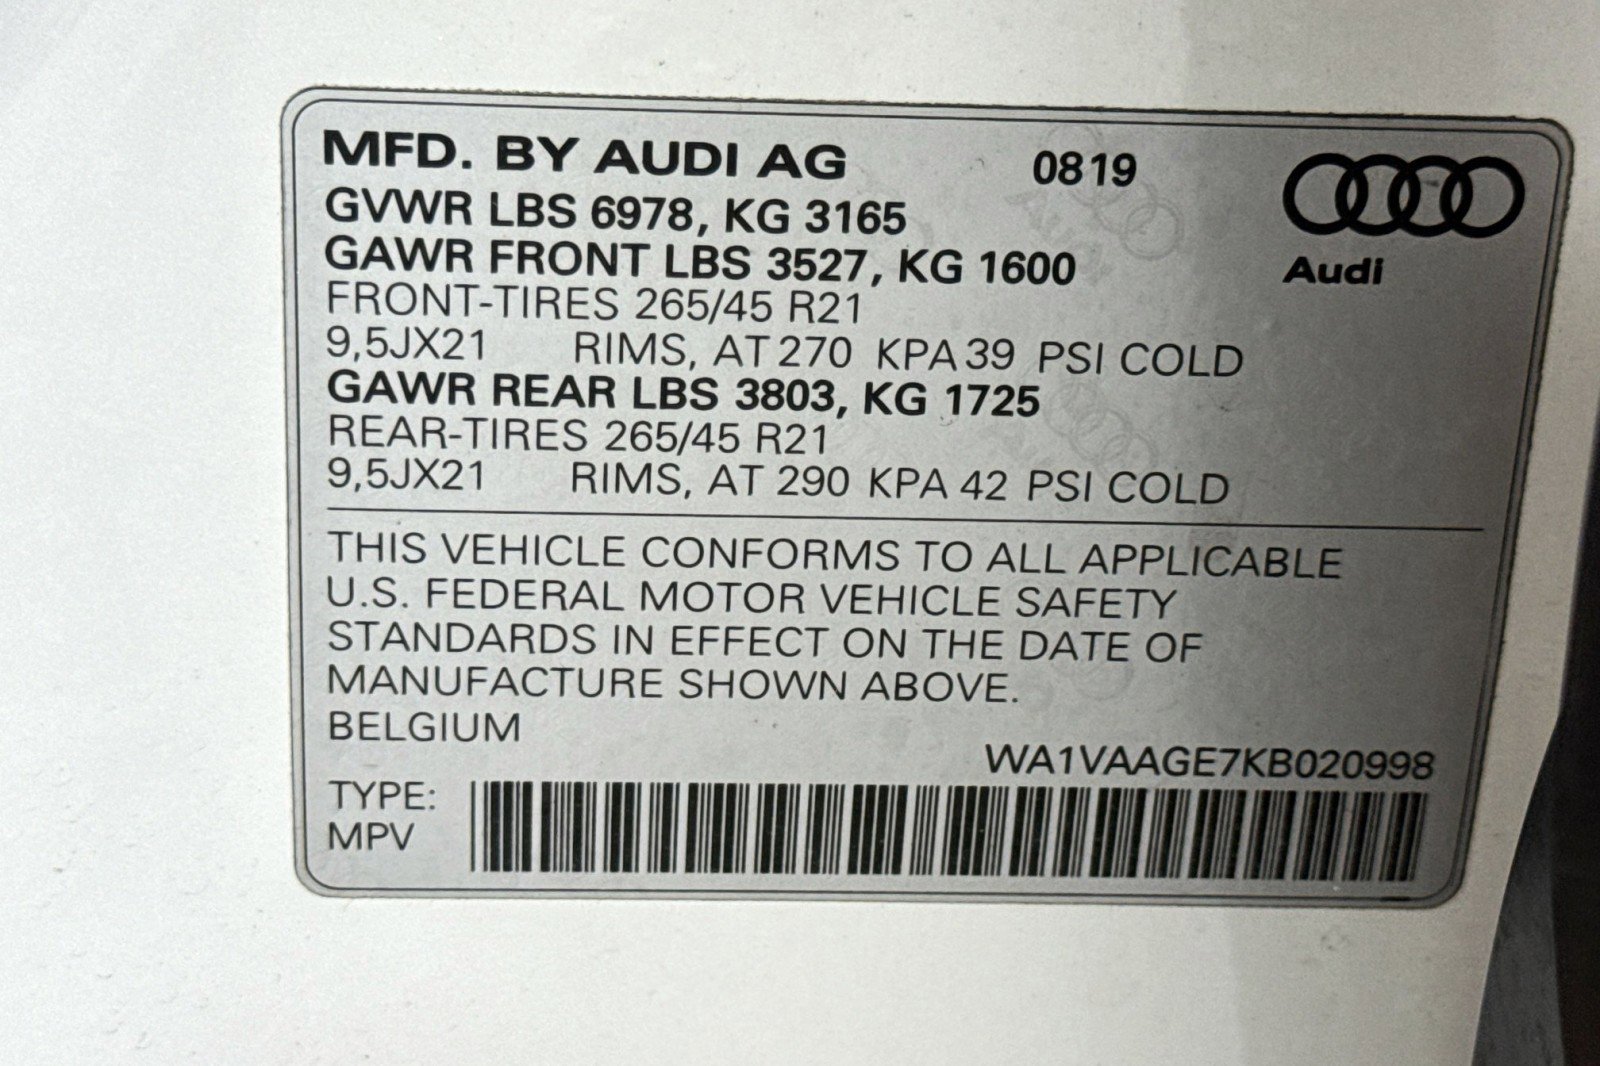 MFD. BY AUDI AG 0819
GVWR LBS 6978, KG 3165
GAWR FRONT LBS 3527, KG 1600
Audi
FRONT-TIRES 265/45 R21
9,5JX21 RIMS, AT 270 KPA 39 PSI COLD
GAWR REAR LBS 3803, KG 1725
REAR-TIRES 265/45 R21
9,5JX21 RIMS, AT 290 KPA 42 PSI COLD
THIS VEHICLE CONFORMS TO ALL APPLICABLE
U.S. FEDERAL MOTOR VEHICLE SAFETY
STANDARDS IN EFFECT ON THE DATE OF
MANUFACTURE SHOWN ABOVE.
BELGIUM
WA1VAAGE7KB020998
TYPE:
MPV